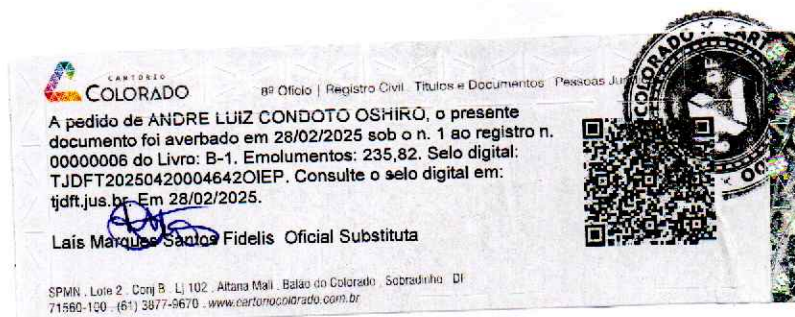 CARTÓRIO
COLORADO
8º Ofício | Registro Civil Títulos e Documentos Pessoas
A pedido de ANDRE LUIZ CONDOTO OSHIRO, o presente
documento foi averbado em 28/02/2025 sob o n. 1 ao registro n.
00000006 do Livro: B-1. Emolumentos: 235,82. Selo digital:
TJDFT20250420004642OIEP. Consulte o selo digital em:
tjdft.jus.br. Em 28/02/2025.
Laís Marques Santos Fidelis Oficial Substituta
SPMN . Lote 2 . Conj B . Lj 102 . Altana Mall . Balão do Colorado . Sobradinho DF
71560-100 . (61) 3877-9670 . www.cartoriocolorado.com.br
COLORADO X CART